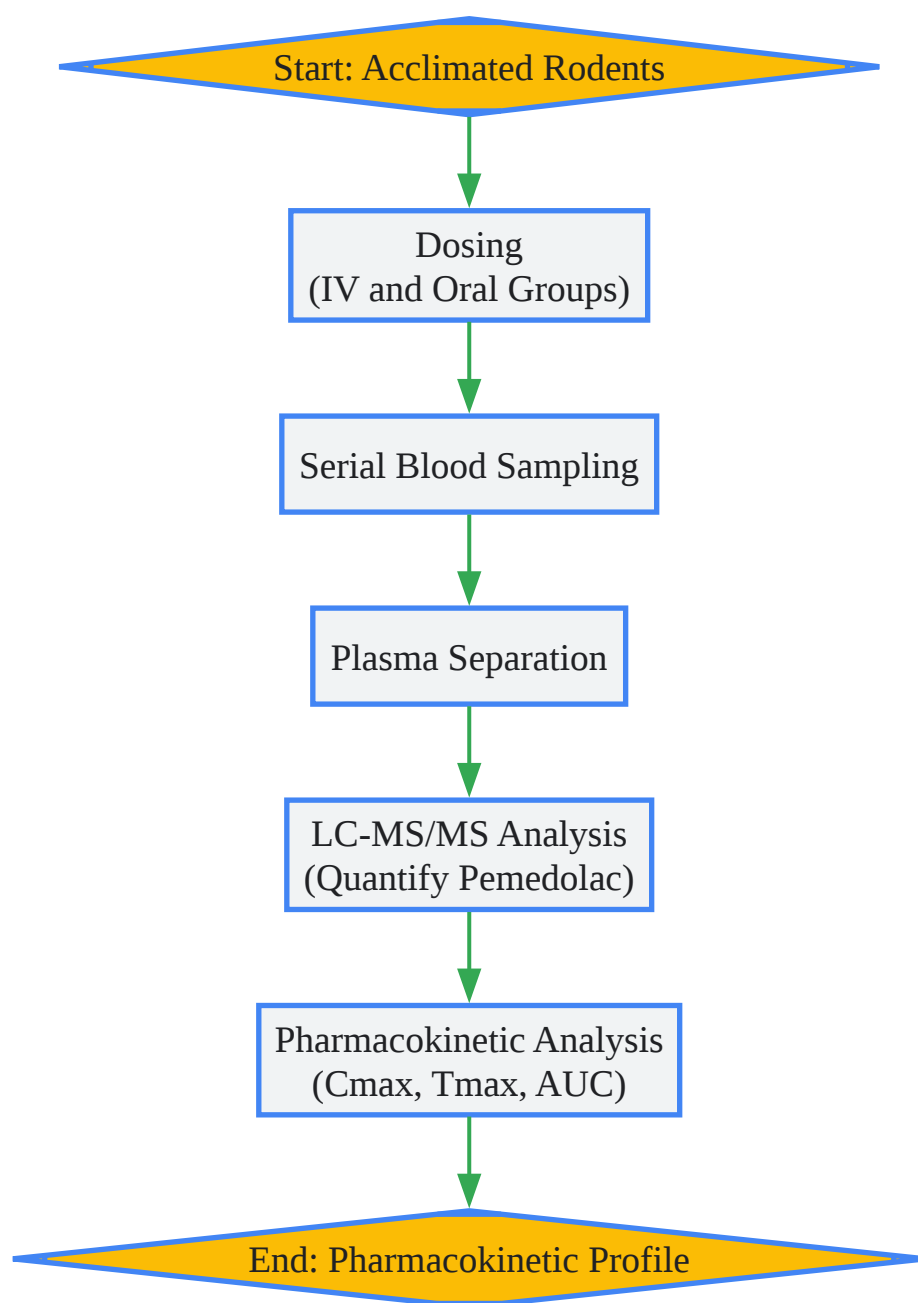 Start: Acclimated Rodents
Dosing
(IV and Oral Groups)
Serial Blood Sampling
Plasma Separation
LC-MS/MS Analysis
(Quantify Pemedolac)
Pharmacokinetic Analysis
(Cmax, Tmax, AUC)
End: Pharmacokinetic Profile